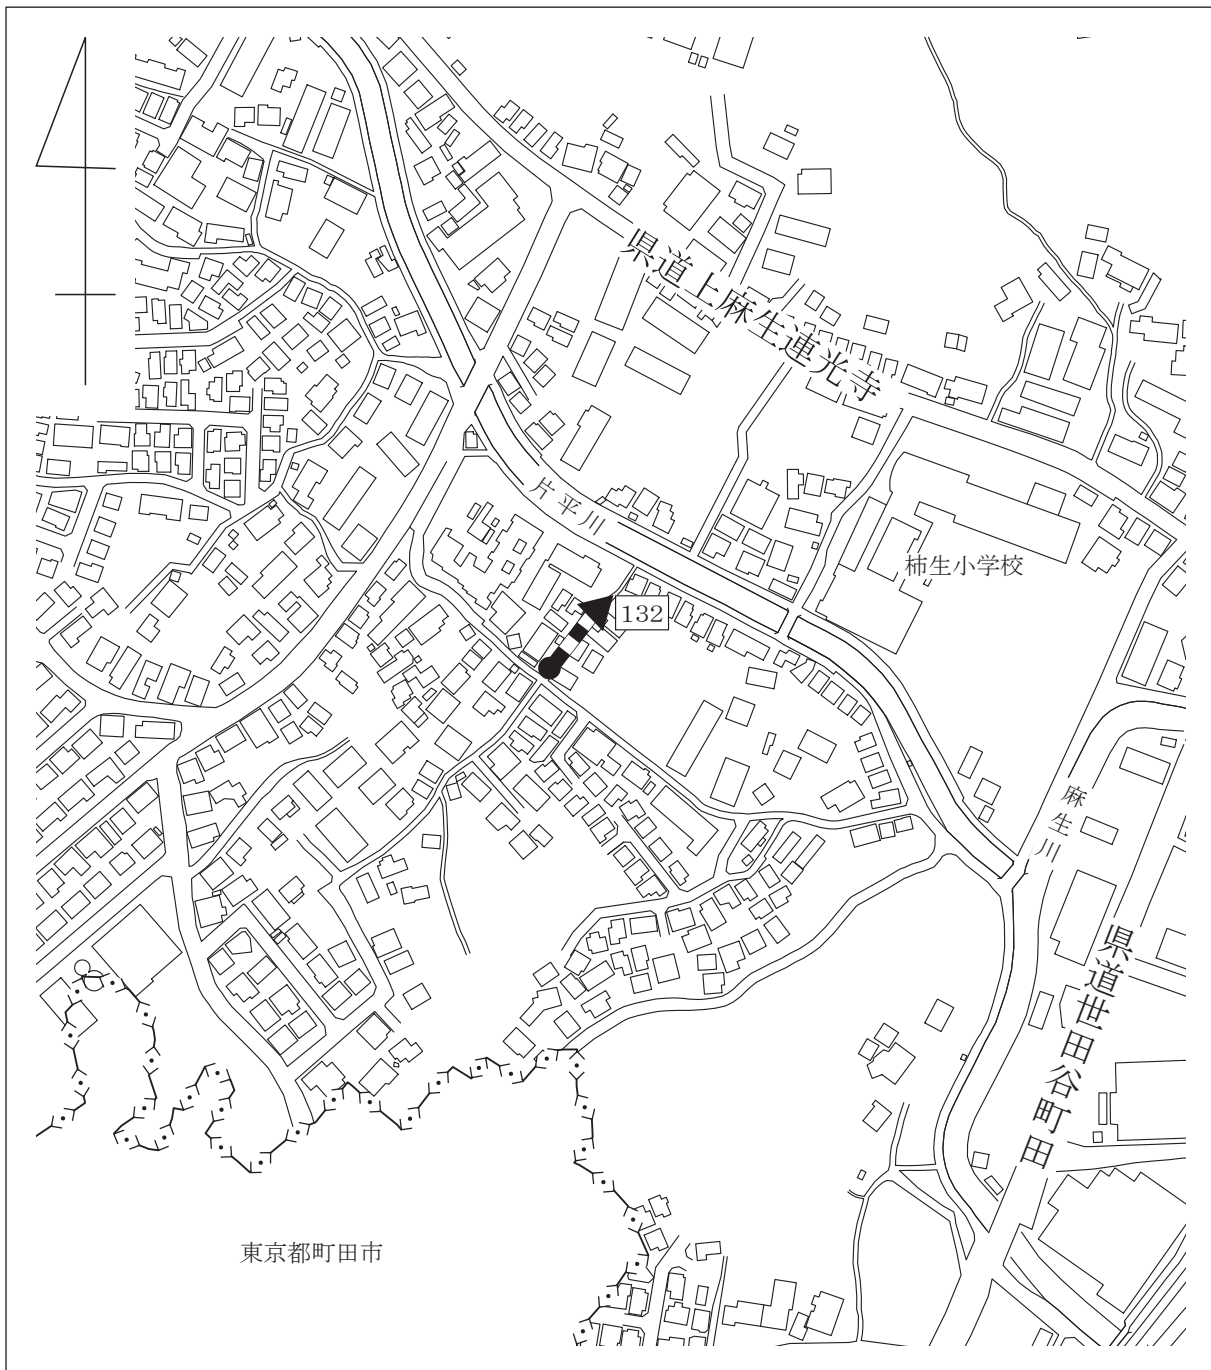 県道上麻生連光寺
片平川
柿生小学校
132
麻生川
県道世田谷町田
東京都町田市